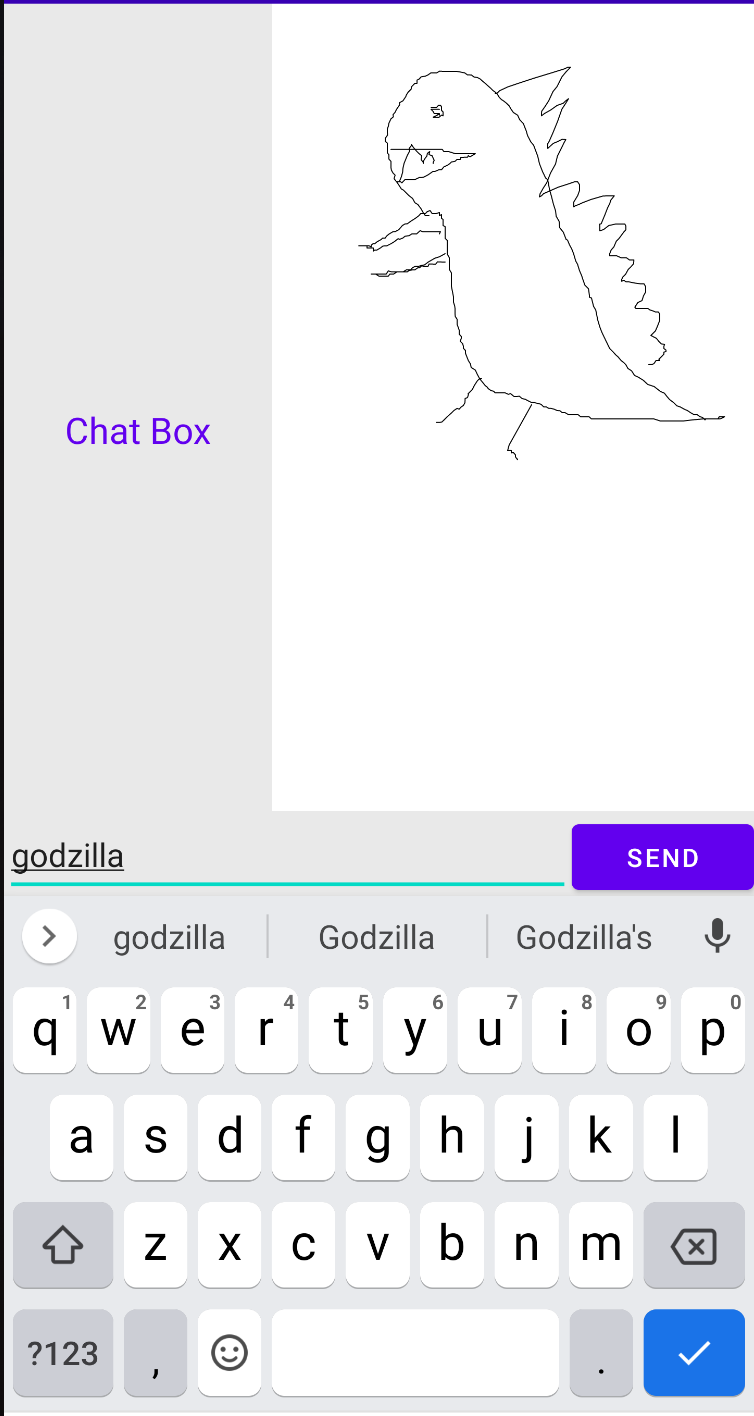 Chat Box
godzilla
SEND
godzilla Godzilla Godzilla's
1 2 3 4 5 6 7 8 9 0
q w e r t y u i o p
a s d f g h j k l
z x c v b n m
?123 , .